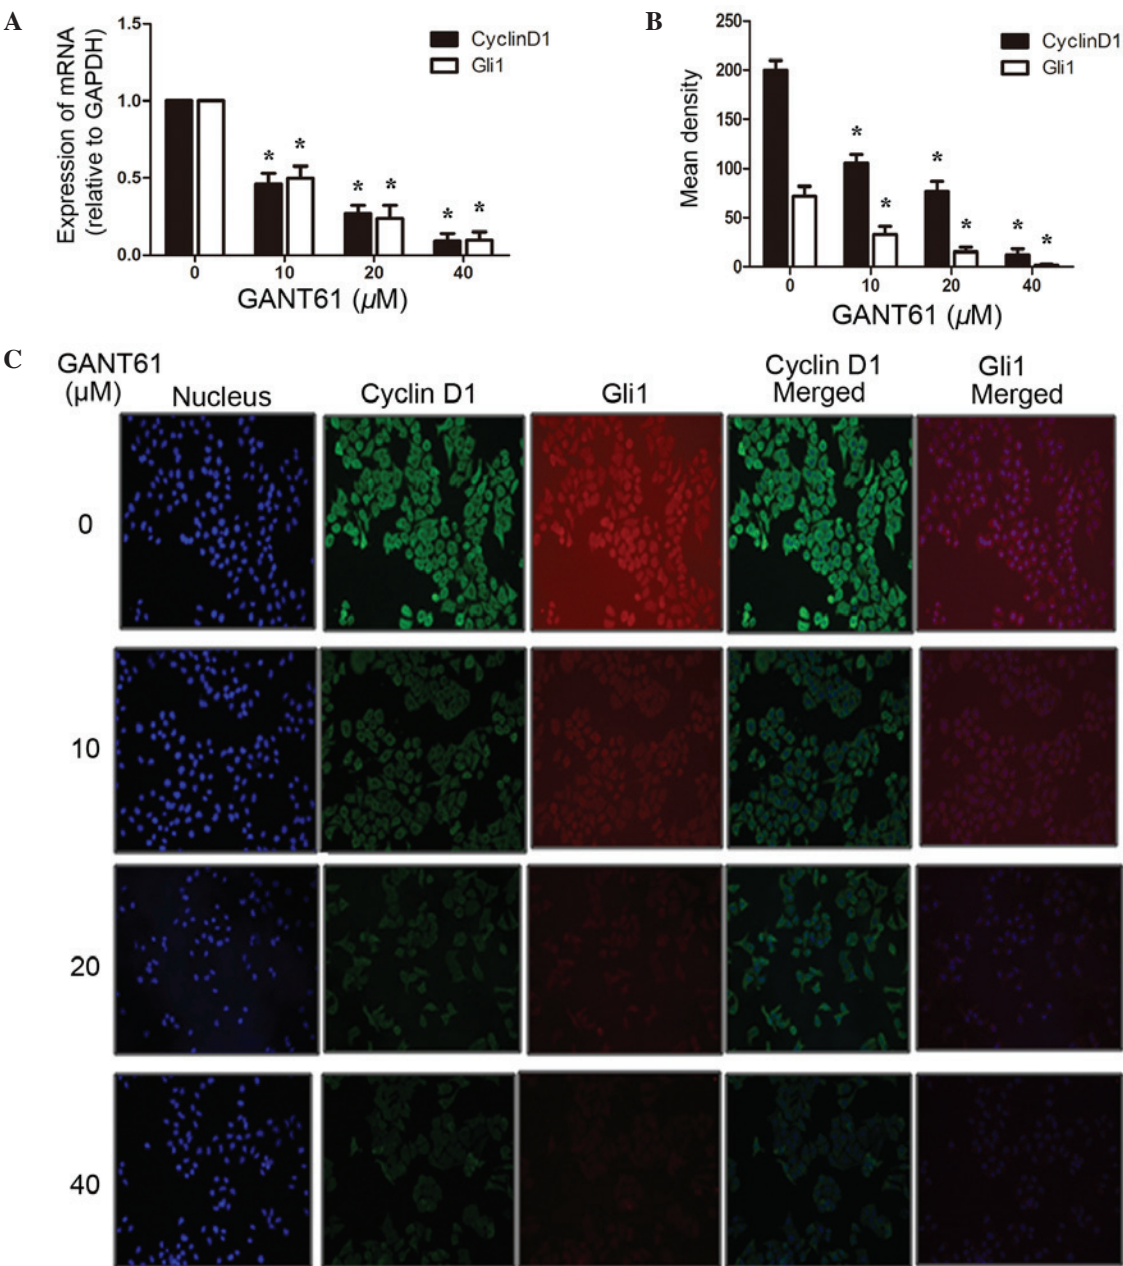 A
1.5
1.0
0.5
0.0
Expression of mRNA
(relative to GAPDH)
CyclinD1
Gli1
* * * * * *
0 10 20 40
GANT61 (µM)
B
250
200
150
100
50
0
Mean density
CyclinD1
Gli1
* * * * * *
0 10 20 40
GANT61 (µM)
C
GANT61
(µM)
Nucleus
Cyclin D1
Gli1
Cyclin D1
Merged
Gli1
Merged
0
10
20
40